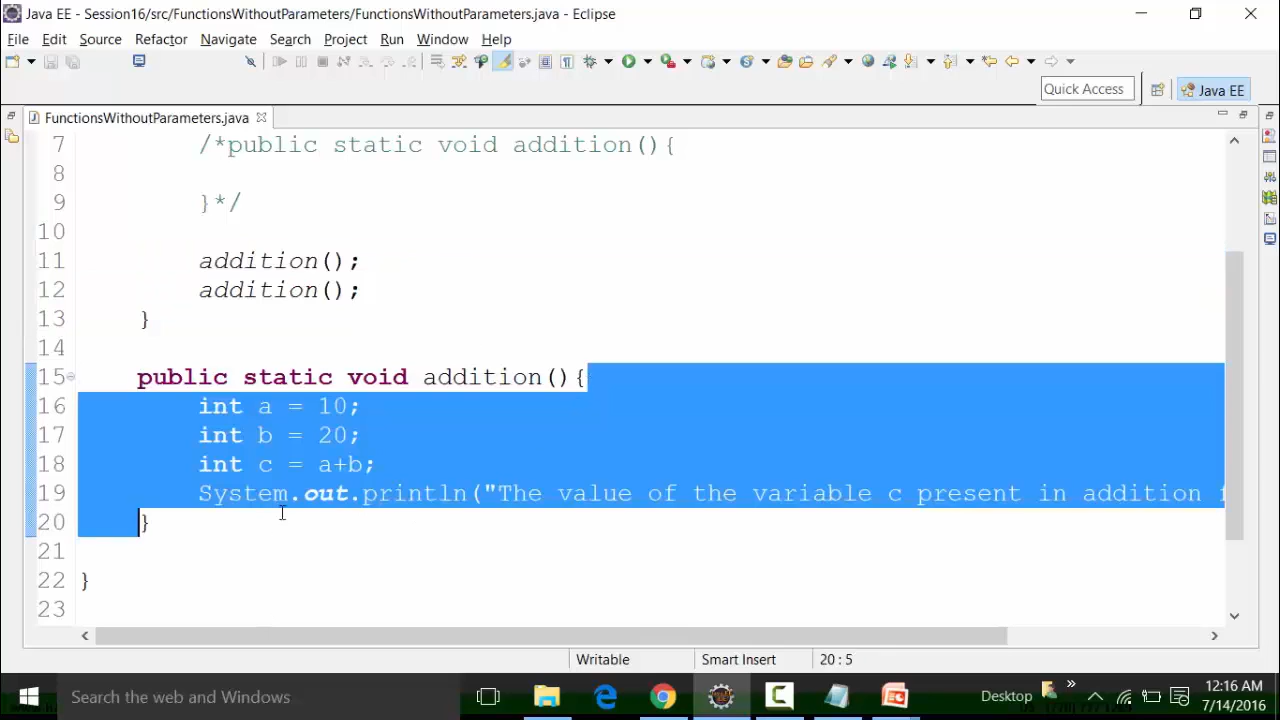 Java EE - Session16/src/FunctionsWithoutParameters/FunctionsWithoutParameters.java - Eclipse
File Edit Source Refactor Navigate Search Project Run Window Help
Quick Access
Java EE
FunctionsWithoutParameters.java
7 /*public static void addition(){
8
9 }*/
10
11 addition();
12 addition();
13 }
14
15 public static void addition(){
16 int a = 10;
17 int b = 20;
18 int c = a+b;
19 System.out.println("The value of the variable c present in addition f
20 }
21
22 }
23
Writable Smart Insert 20 : 5
Search the web and Windows
Desktop
12:16 AM
7/14/2016